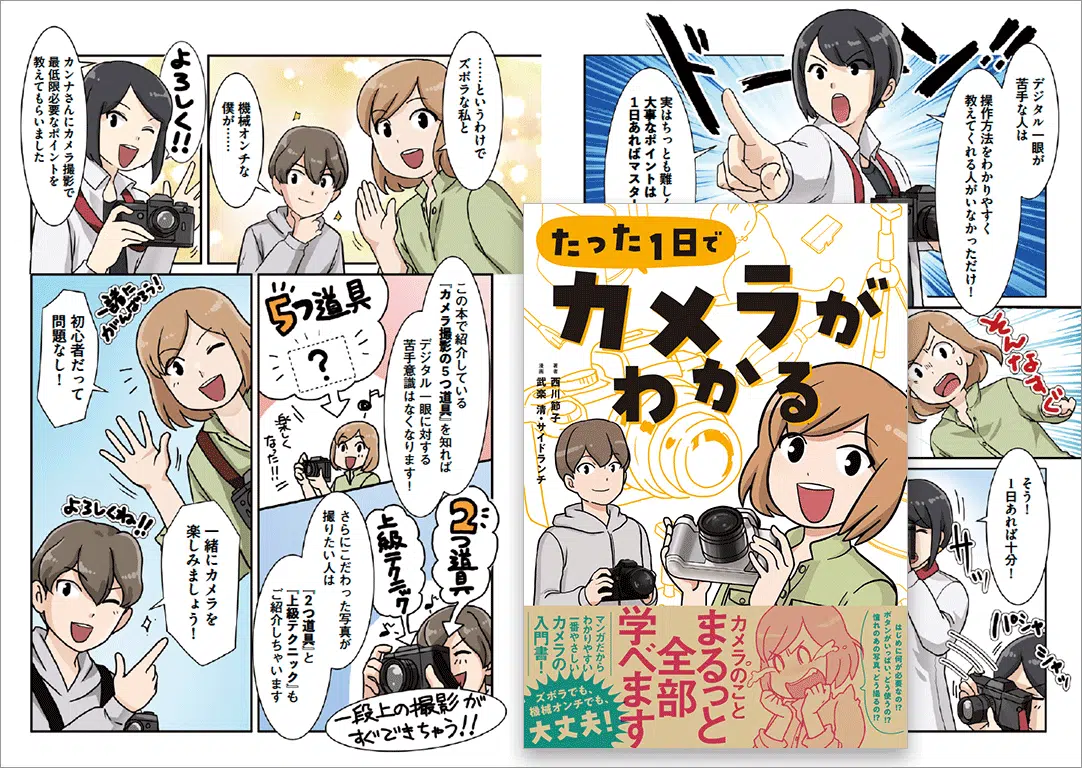 デジタル一眼が
苦手な人は
操作方法をわかりやすく
教えてくれる人がいなかっただけ!
ドーン!!
実はちっとも難しく
大事なポイントは
1日あればマスター
れんなさど
そう!
1日あれば十分!
サッ
パシャ
シャッ
……というわけで
ズボラな私と
機械オンチな
僕が……
よろしく!!
カンナさんにカメラ撮影で
最低限必要なポイントを
教えてもらいました
この本で紹介している
『カメラ撮影の5つ道具』を知れば
デジタル一眼に対する
苦手意識はなくなります!
5つ道具
?
楽しく
なった!!
2つ道具
上級テクニック
さらにこだわった写真が
撮りたい人は
『2つ道具』と
『上級テクニック』も
ご紹介しちゃいます
一段上の撮影が
すぐできちゃう!!
一緒に
がんばろう!
初心者だって
問題なし!
一緒にカメラを
楽しみましょう!
よろしくね!!
たった1日で
カメラが
わかる
著者 西川節子
漫画 武楽 清・サイドランチ
はじめに何が必要なの!?
ボタンがいっぱい、どう使うの!?
憧れのあの写真、どう撮るの!?
カメラのこと
まるっと
全部
学べます
マンガだから
わかりやすい
一番やさしい
カメラの
入門書!
ズボラでも、
機械オンチでも、
大丈夫!